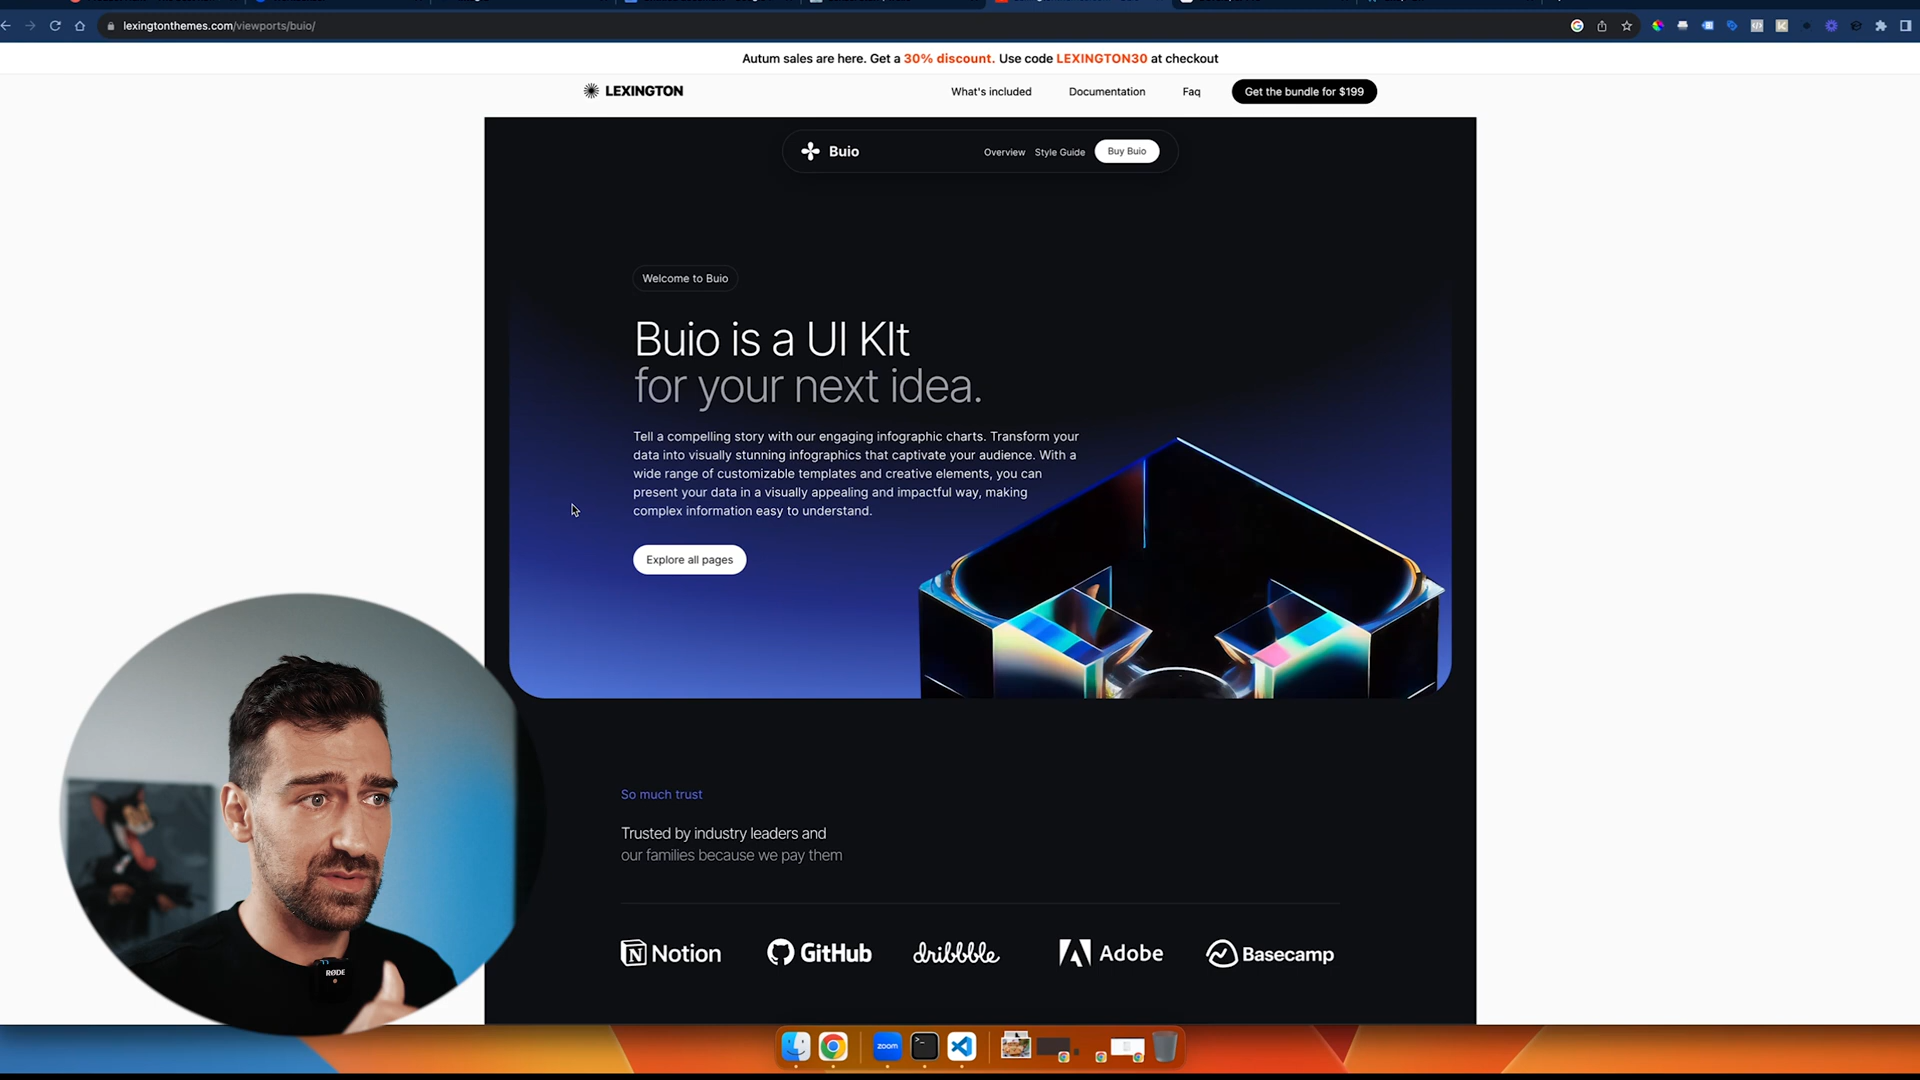 lexingtonthemes.com/viewports/buio/
Autum sales are here. Get a 30% discount. Use code LEXINGTON30 at checkout
LEXINGTON
What's included
Documentation
Faq
Get the bundle for $199
Buio
Overview
Style Guide
Buy Buio
Welcome to Buio
Buio is a UI KIt
for your next idea.
Tell a compelling story with our engaging infographic charts. Transform your
data into visually stunning infographics that captivate your audience. With a
wide range of customizable templates and creative elements, you can
present your data in a visually appealing and impactful way, making
complex information easy to understand.
Explore all pages
So much trust
Trusted by industry leaders and
our families because we pay them
Notion
GitHub
dribbble
Adobe
Basecamp
RØDE
zoom